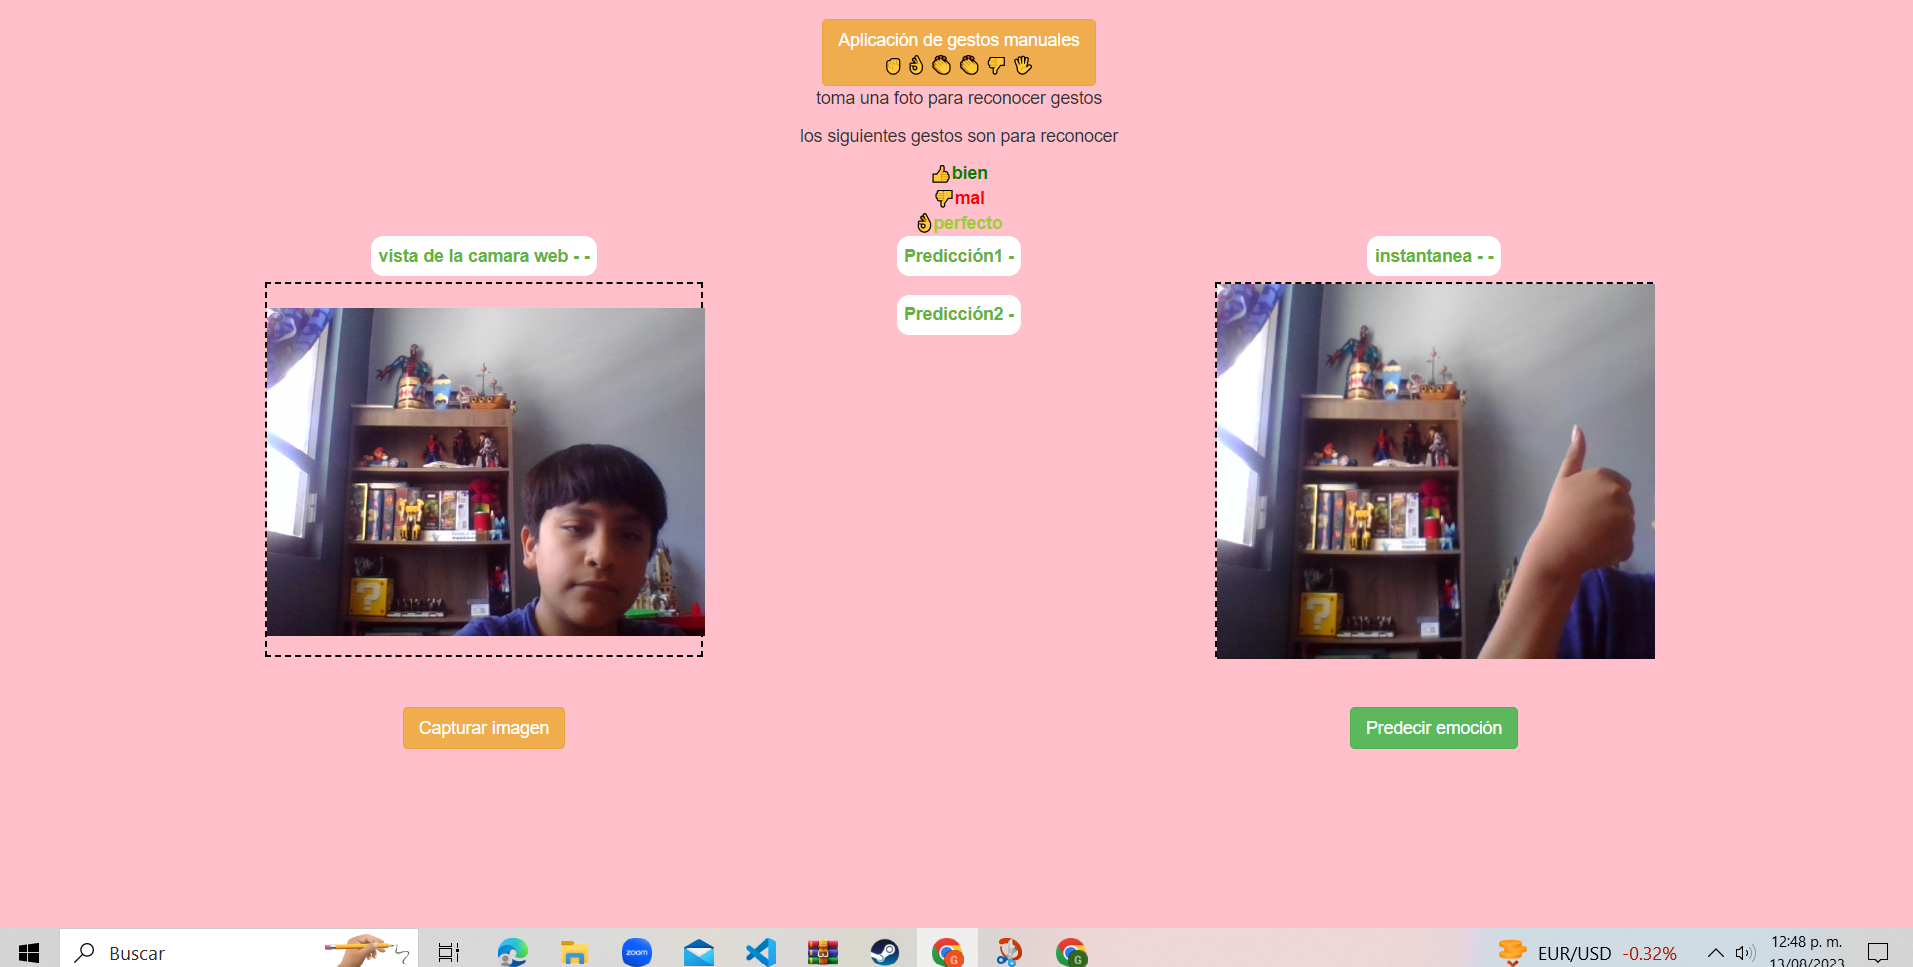 Aplicación de gestos manuales
toma una foto para reconocer gestos
los siguientes gestos son para reconocer
bien
mal
perfecto
vista de la camara web - -
Predicción1 -
instantanea - -
Predicción2 -
Capturar imagen
Predecir emoción
Buscar
zoom
G
G
EUR/USD -0.32%
12:48 p. m.
13/08/2023